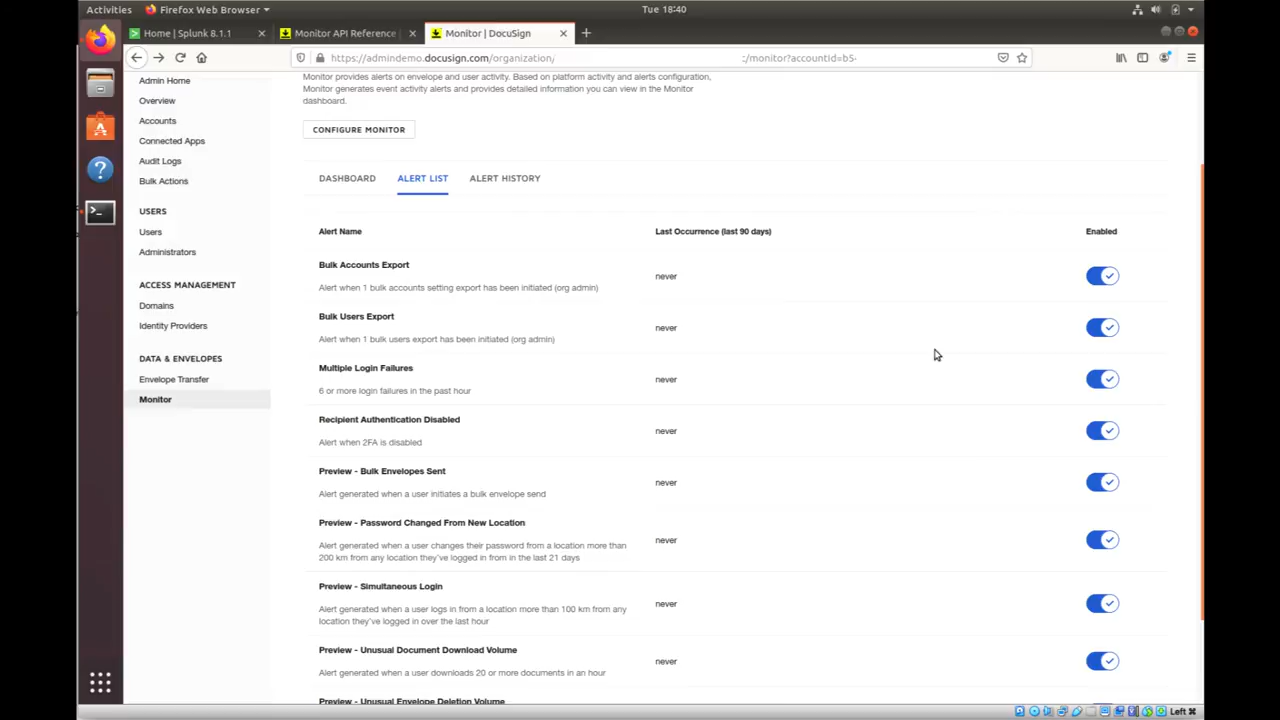 Activities
Firefox Web Browser
Tue 18:40
Home | Splunk 8.1.1
Monitor API Reference
Monitor | DocuSign
https://admindemo.docusign.com/organization/
:/monitor?accountid=b5-
Admin Home
Overview
Accounts
Connected Apps
Audit Logs
Bulk Actions
USERS
Users
Administrators
ACCESS MANAGEMENT
Domains
Identity Providers
DATA & ENVELOPES
Envelope Transfer
Monitor
Monitor provides alerts on envelope and user activity. Based on platform activity and alerts configuration,
Monitor generates event activity alerts and provides detailed information you can view in the Monitor
dashboard.
CONFIGURE MONITOR
DASHBOARD
ALERT LIST
ALERT HISTORY
Alert Name
Last Occurrence (last 90 days)
Enabled
Bulk Accounts Export
Alert when 1 bulk accounts setting export has been initiated (org admin)
never
Bulk Users Export
Alert when 1 bulk users export has been initiated (org admin)
never
Multiple Login Failures
6 or more login failures in the past hour
never
Recipient Authentication Disabled
Alert when 2FA is disabled
never
Preview - Bulk Envelopes Sent
Alert generated when a user initiates a bulk envelope send
never
Preview - Password Changed From New Location
Alert generated when a user changes their password from a location more than
200 km from any location they've logged in from in the last 21 days
never
Preview - Simultaneous Login
Alert generated when a user logs in from a location more than 100 km from any
location they've logged in over the last hour
never
Preview - Unusual Document Download Volume
Alert generated when a user downloads 20 or more documents in an hour
never
Preview - Unusual Envelope Deletion Volume
Left ⌘